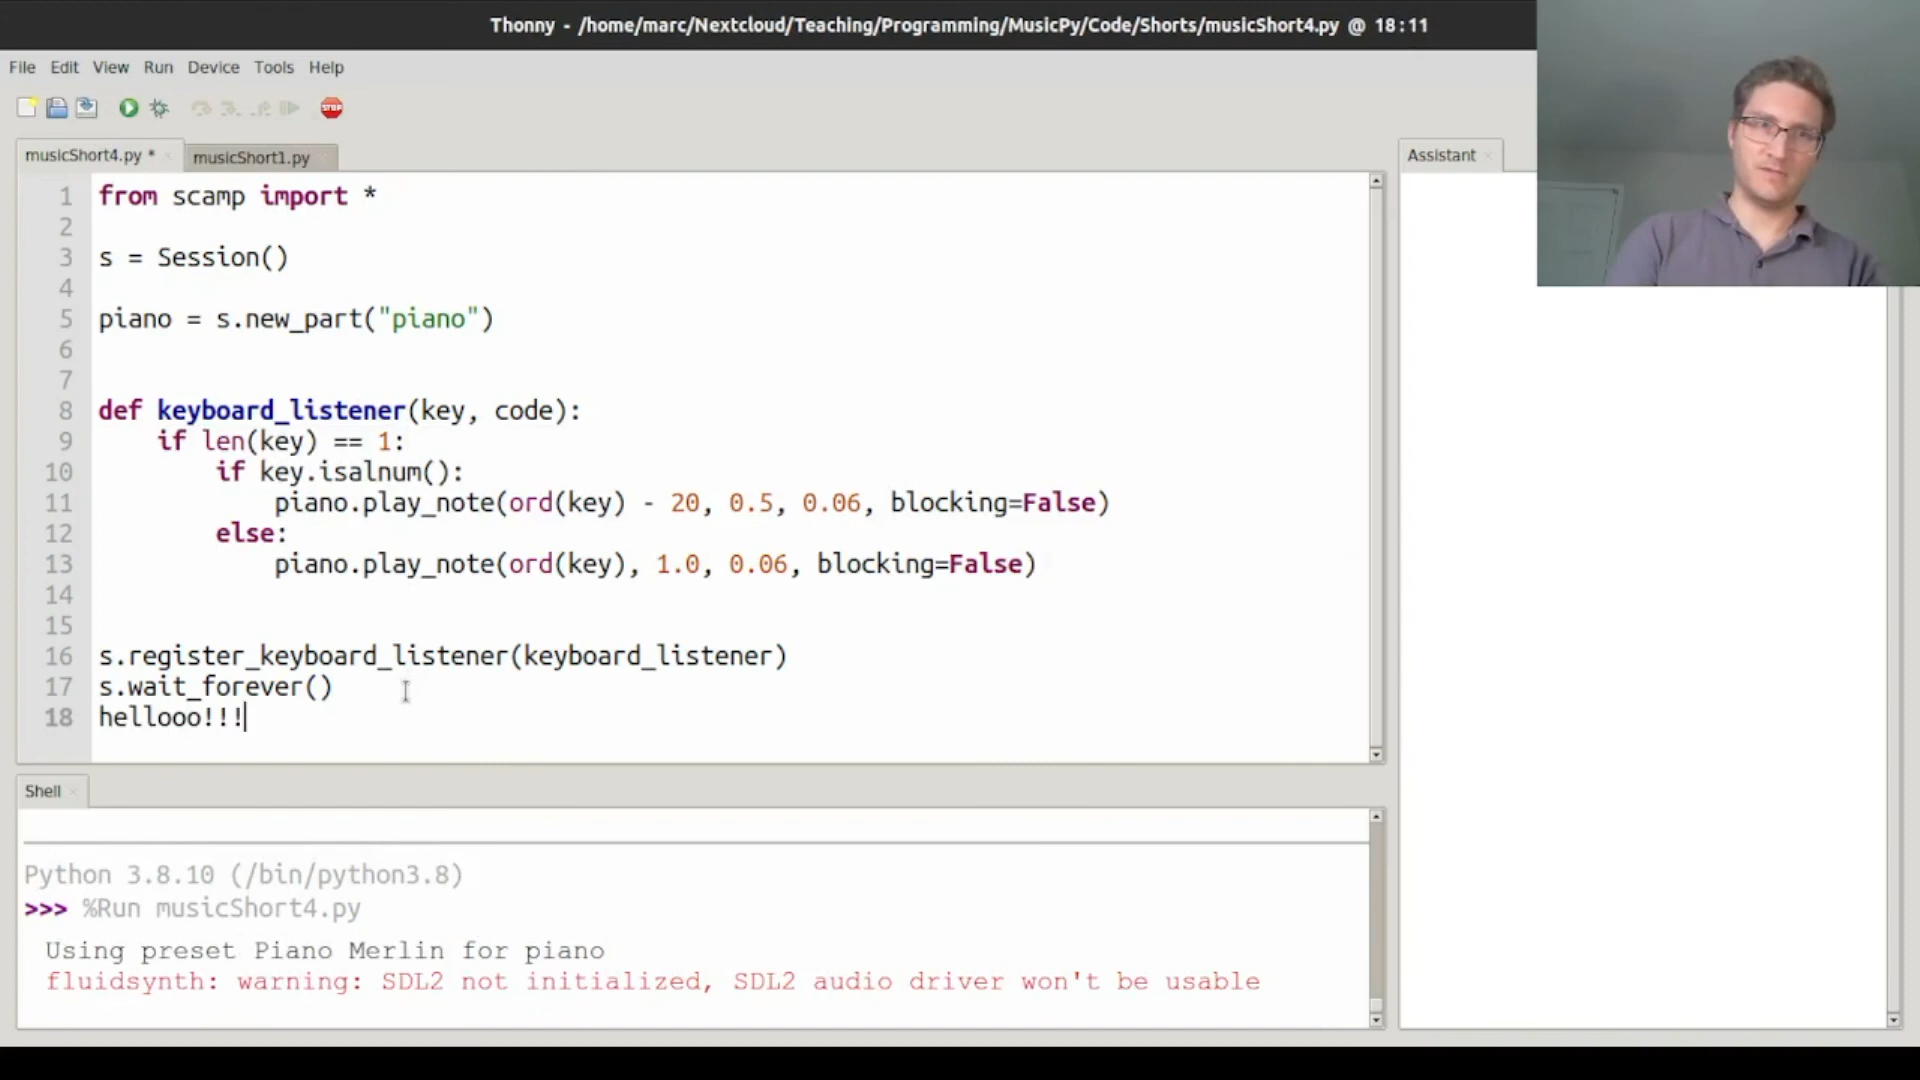 Thonny - /home/marc/Nextcloud/Teaching/Programming/MusicPy/Code/Shorts/musicShort4.py @ 18:11
File Edit View Run Device Tools Help
STOP
musicShort4.py * musicShort1.py
Assistant
1 from scamp import *
2
3 s = Session()
4
5 piano = s.new_part("piano")
6
7
8 def keyboard_listener(key, code):
9     if len(key) == 1:
10         if key.isalnum():
11             piano.play_note(ord(key) - 20, 0.5, 0.06, blocking=False)
12         else:
13             piano.play_note(ord(key), 1.0, 0.06, blocking=False)
14
15
16 s.register_keyboard_listener(keyboard_listener)
17 s.wait_forever()
18 hellooo!!!
Shell
Python 3.8.10 (/bin/python3.8)
>>> %Run musicShort4.py
Using preset Piano Merlin for piano
fluidsynth: warning: SDL2 not initialized, SDL2 audio driver won't be usable